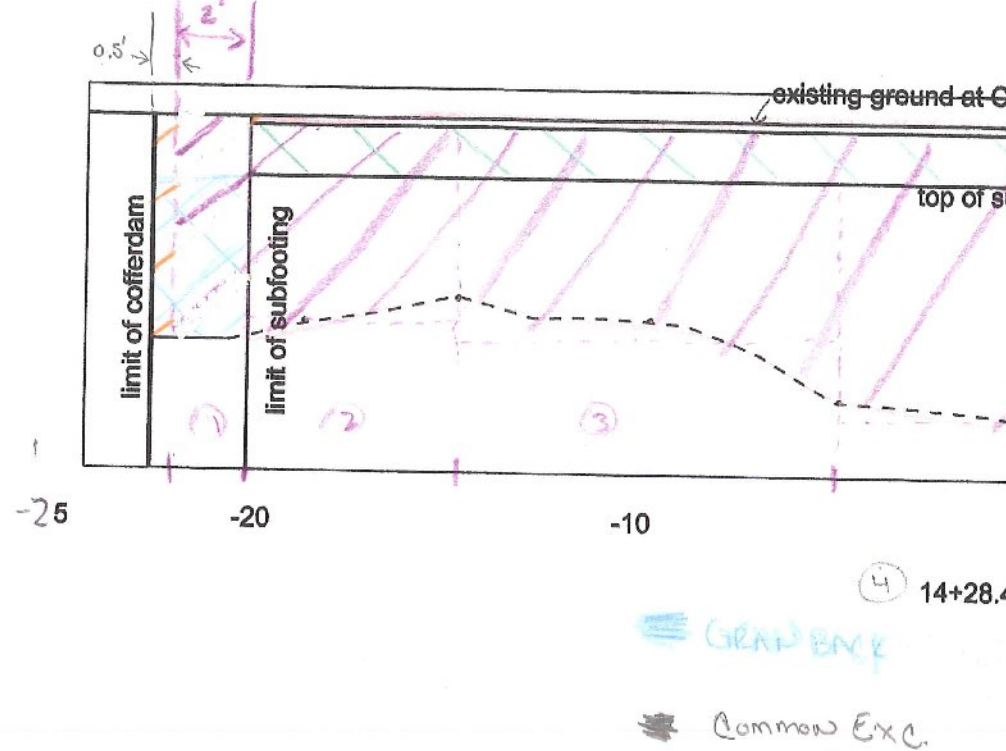 2'
0.5'
existing ground at
top of
limit of cofferdam
limit of subfooting
1
2
3
-25
-20
-10
4
14+28.4
GRAN BACK
Common Exc.